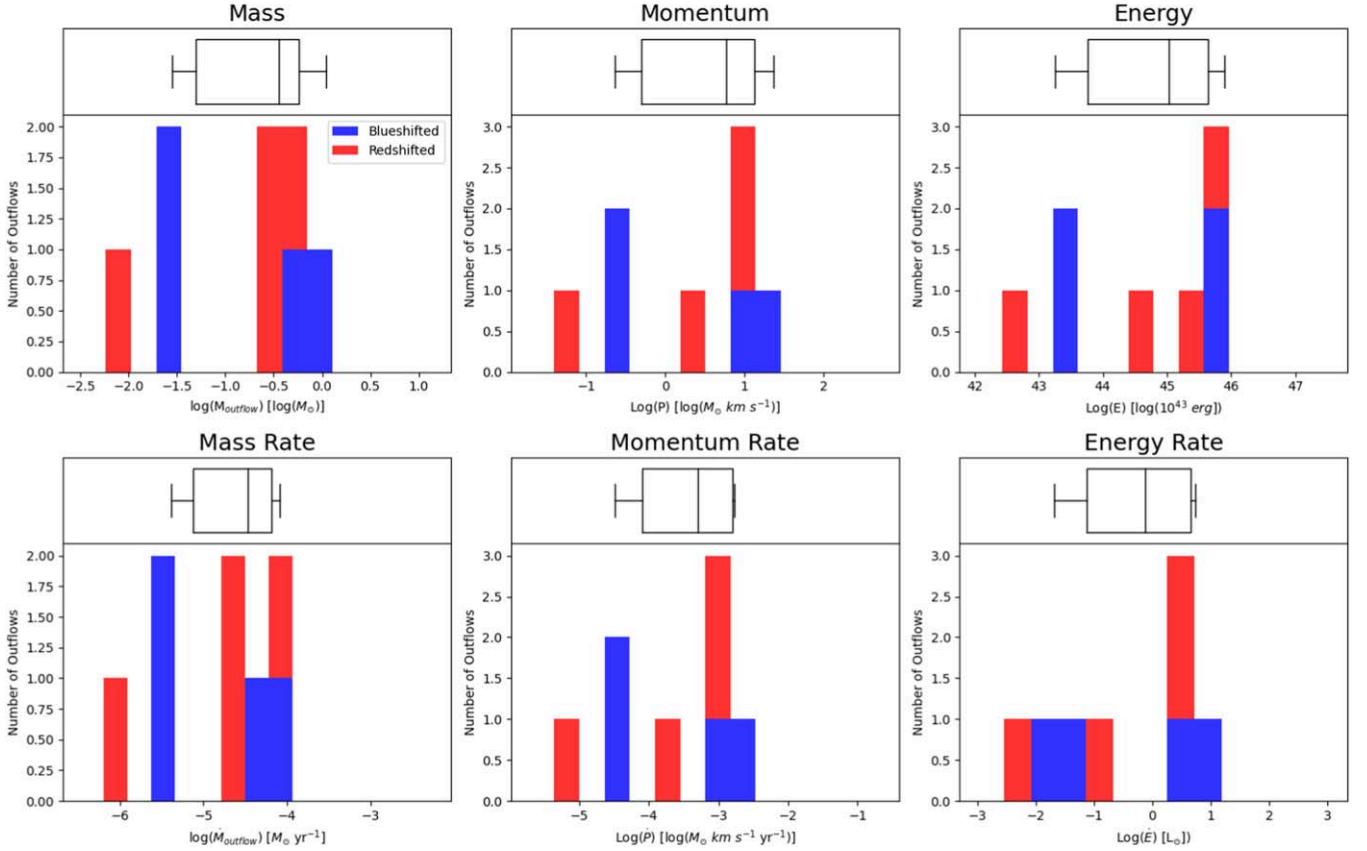 Mass
Momentum
Energy
2.00
1.75
1.50
1.25
1.00
0.75
0.50
0.25
0.00
Number of Outflows
Blueshifted
Redshifted
−2.5 −2.0 −1.5 −1.0 −0.5 0.0 0.5 1.0
log(M_outflow) [log(M_⊙)]
3.0
2.5
2.0
1.5
1.0
0.5
0.0
Number of Outflows
−1 0 1 2
Log(P) [log(M_⊙ km s⁻¹)]
3.0
2.5
2.0
1.5
1.0
0.5
0.0
Number of Outflows
42 43 44 45 46 47
Log(E) [log(10⁴³ erg])
Mass Rate
Momentum Rate
Energy Rate
2.00
1.75
1.50
1.25
1.00
0.75
0.50
0.25
0.00
Number of Outflows
−6 −5 −4 −3
log(Ṁ_outflow) [M_⊙ yr⁻¹]
3.0
2.5
2.0
1.5
1.0
0.5
0.0
Number of Outflows
−5 −4 −3 −2 −1
Log(Ṗ) [log(M_⊙ km s⁻¹ yr⁻¹)]
3.0
2.5
2.0
1.5
1.0
0.5
0.0
Number of Outflows
−3 −2 −1 0 1 2 3
Log(Ė) [L_⊙])